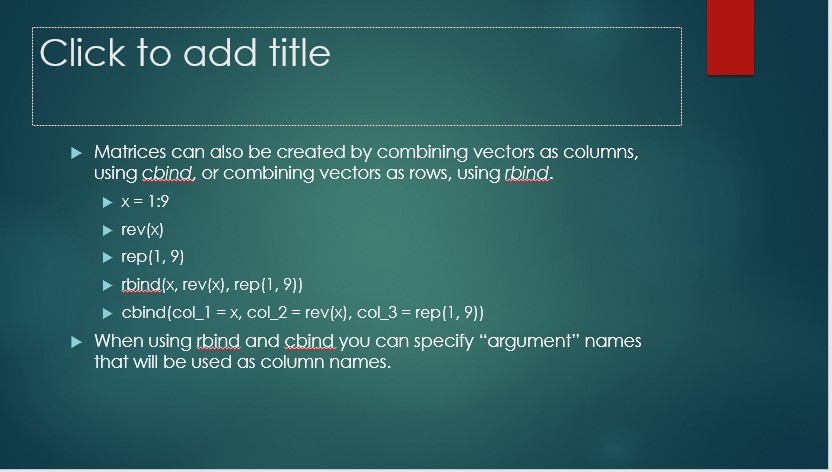 Click to add title
Matrices can also be created by combining vectors as columns,
using cbind, or combining vectors as rows, using rbind.
x = 1:9
rev(x)
rep(1, 9)
rbind(x, rev(x), rep(1, 9))
cbind(col_1 = x, col_2 = rev(x), col_3 = rep(1, 9))
When using rbind and cbind you can specify “argument” names
that will be used as column names.